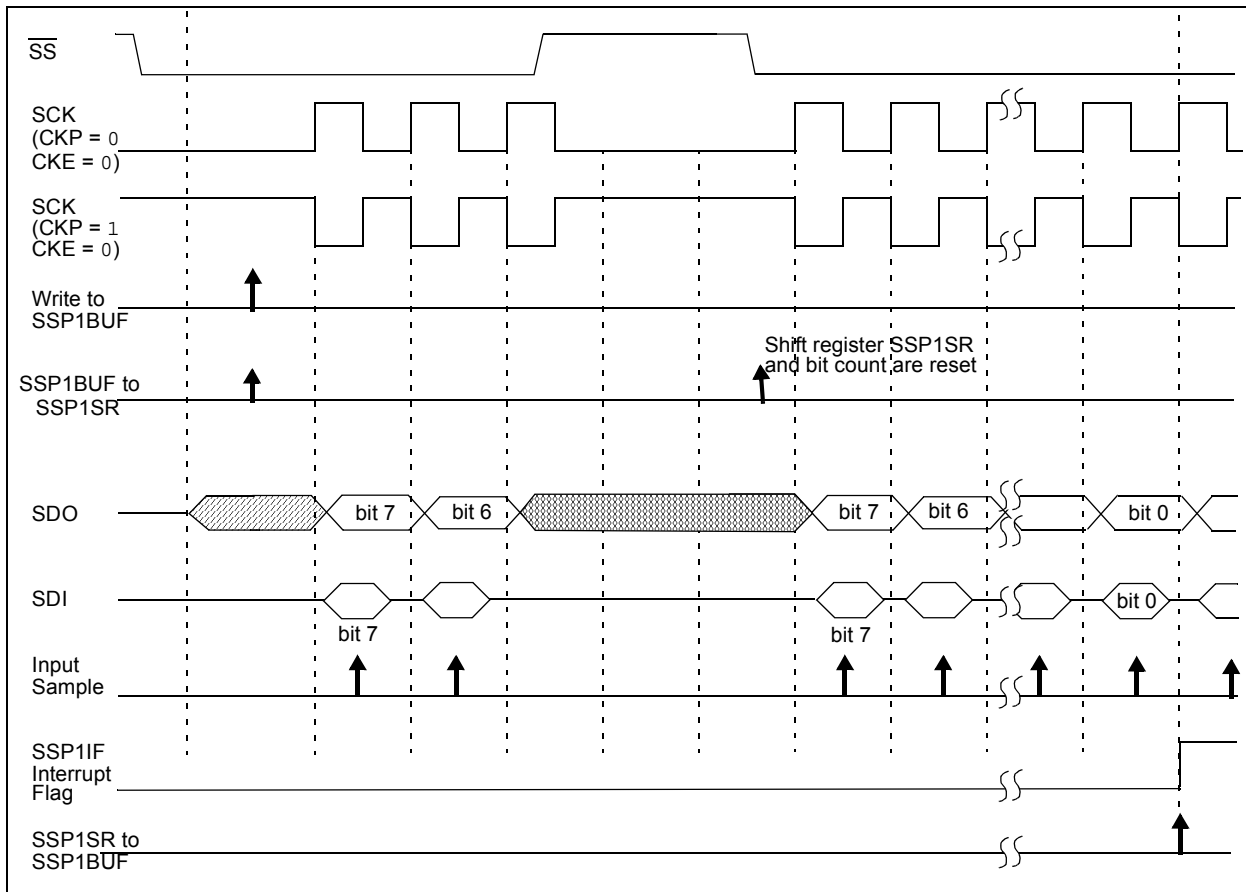 SS
SCK
(CKP = 0
CKE = 0)
SCK
(CKP = 1
CKE = 0)
Write to
SSP1BUF
Shift register SSP1SR
and bit count are reset
SSP1BUF to
SSP1SR
SDO
bit 7
bit 6
bit 7
bit 6
bit 0
SDI
bit 0
bit 7
bit 7
Input
Sample
SSP1IF
Interrupt
Flag
SSP1SR to
SSP1BUF